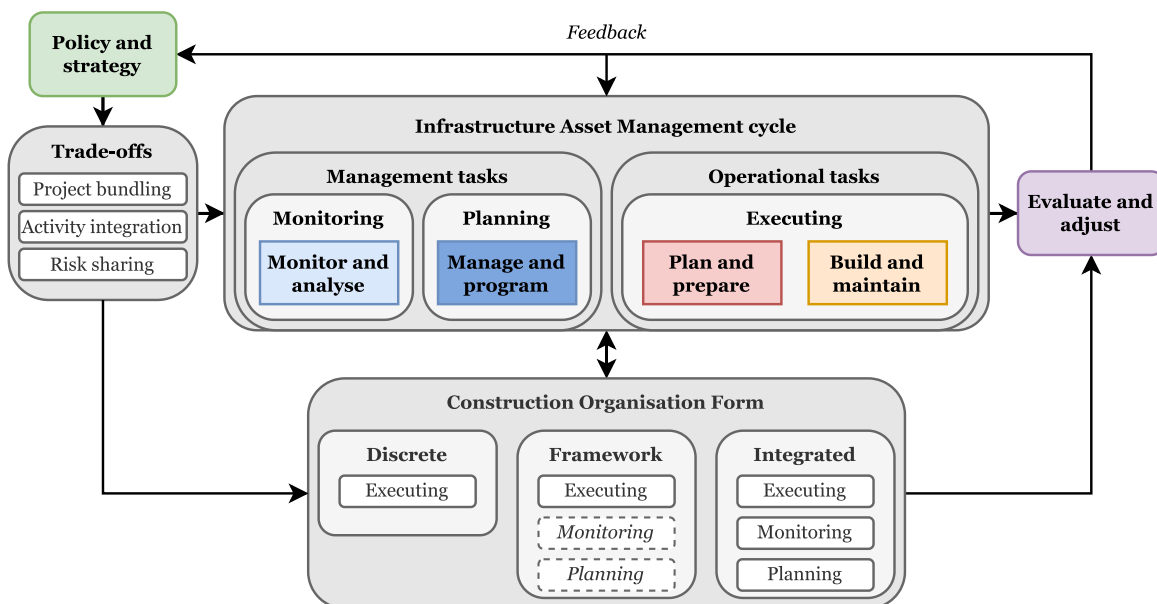 Feedback
Policy and
strategy
Trade-offs
Project bundling
Activity integration
Risk sharing
Infrastructure Asset Management cycle
Management tasks
Monitoring
Monitor and
analyse
Planning
Manage and
program
Operational tasks
Executing
Plan and
prepare
Build and
maintain
Evaluate and
adjust
Construction Organisation Form
Discrete
Executing
Framework
Executing
Monitoring
Planning
Integrated
Executing
Monitoring
Planning